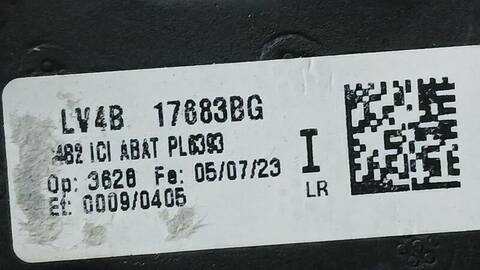 LV4B 17683BG
482 ICI ABAT PL6393
Op: 3628 Fe: 05/07/23
Et: 0009/0405
I
LR